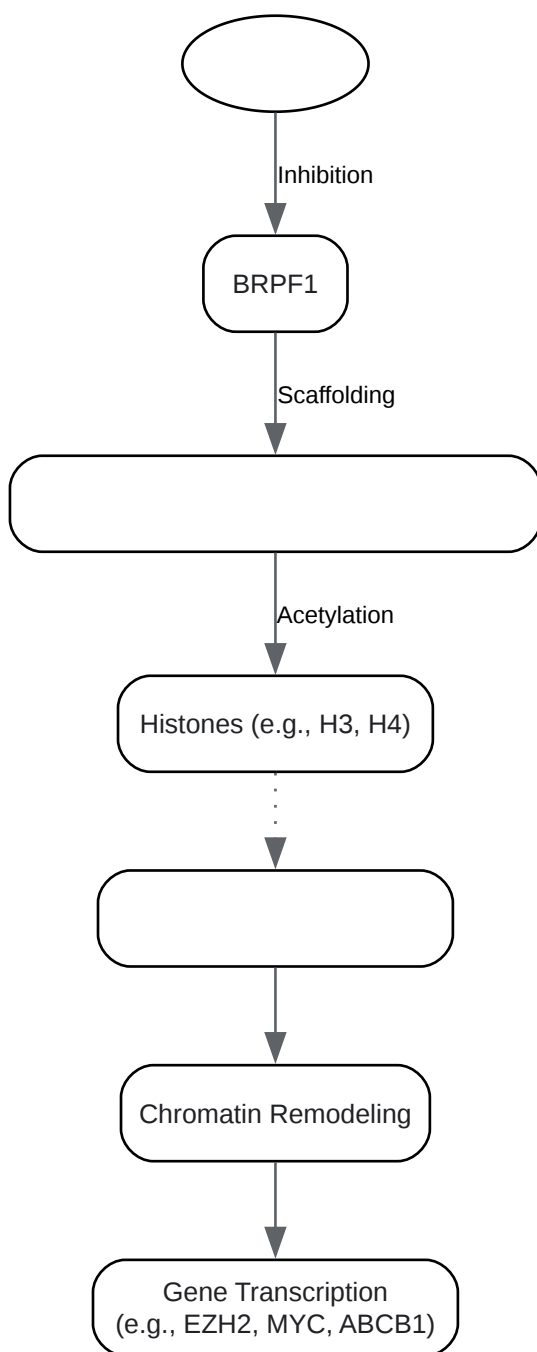 Inhibition
BRPF1
Scaffolding
Acetylation
Histones (e.g., H3, H4)
Chromatin Remodeling
Gene Transcription
(e.g., EZH2, MYC, ABCB1)